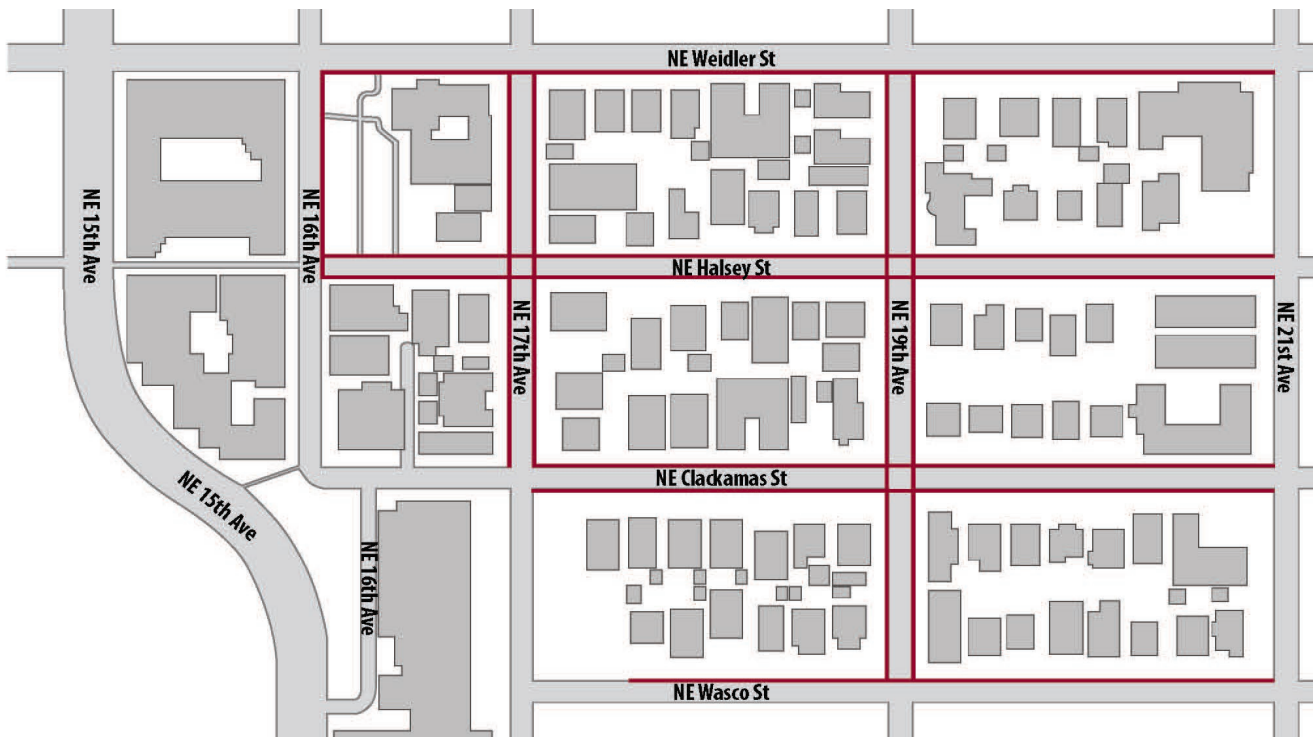 NE Weidler St
NE 15th Ave
NE 16th Ave
NE Halsey St
NE 17th Ave
NE 19th Ave
NE 21st Ave
NE Clackamas St
NE 15th Ave
NE 16th Ave
NE Wasco St